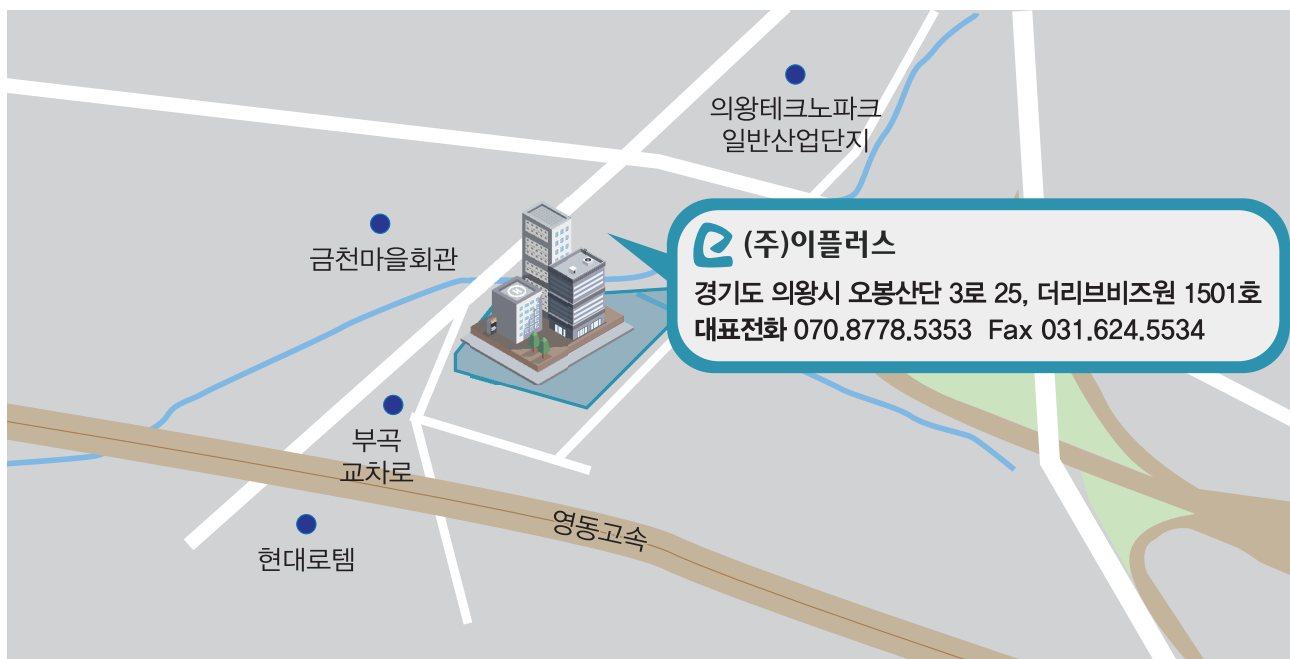 의왕테크노파크
일반산업단지
금천마을회관
(주)이플러스
경기도 의왕시 오봉산단 3로 25, 더리브비즈원 1501호
대표전화 070.8778.5353 Fax 031.624.5534
부곡
교차로
영동고속
현대로템